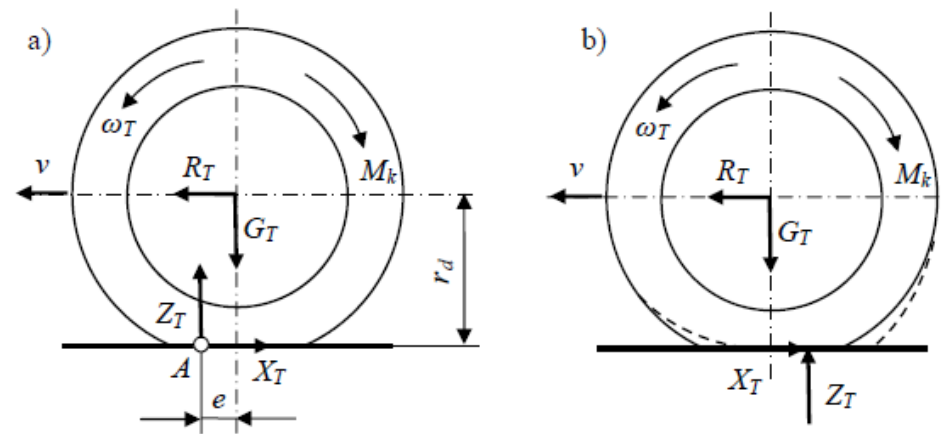 a)
ω_T
M_k
v
R_T
G_T
r_d
Z_T
A
X_T
e
b)
ω_T
M_k
v
R_T
G_T
X_T
Z_T